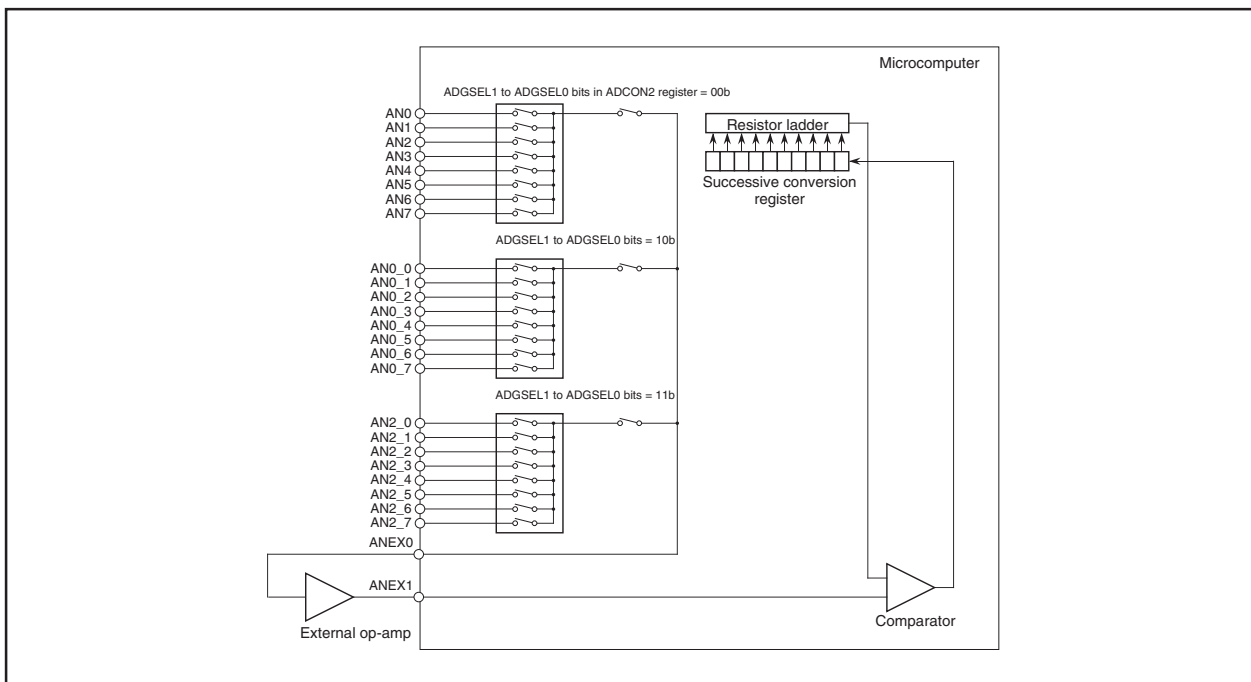 Microcomputer
ADGSEL1 to ADGSEL0 bits in ADCON2 register = 00b
AN0
AN1
AN2
AN3
AN4
AN5
AN6
AN7
Resistor ladder
Successive conversion
register
ADGSEL1 to ADGSEL0 bits = 10b
AN0_0
AN0_1
AN0_2
AN0_3
AN0_4
AN0_5
AN0_6
AN0_7
ADGSEL1 to ADGSEL0 bits = 11b
AN2_0
AN2_1
AN2_2
AN2_3
AN2_4
AN2_5
AN2_6
AN2_7
ANEX0
ANEX1
External op-amp
Comparator